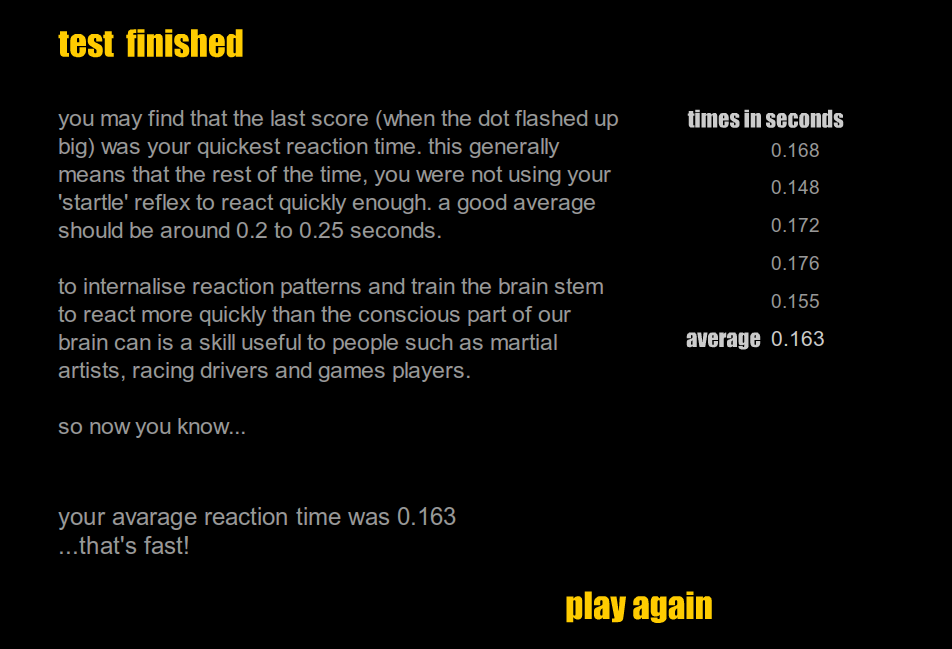 test finished
you may find that the last score (when the dot flashed up
big) was your quickest reaction time. this generally
means that the rest of the time, you were not using your
'startle' reflex to react quickly enough. a good average
should be around 0.2 to 0.25 seconds.
to internalise reaction patterns and train the brain stem
to react more quickly than the conscious part of our
brain can is a skill useful to people such as martial
artists, racing drivers and games players.
so now you know...
your avarage reaction time was 0.163
...that's fast!
times in seconds
0.168
0.148
0.172
0.176
0.155
average 0.163
play again